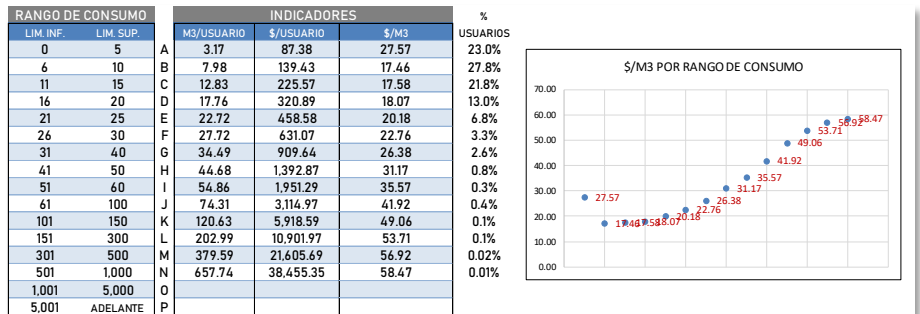 RANGO DE CONSUMO INDICADORES %
LIM. INF. LIM. SUP. M3/USUARIO $/USUARIO $/M3 USUARIOS
0 5 A 3.17 87.38 27.57 23.0%
6 10 B 7.98 139.43 17.46 27.8%
11 15 C 12.83 225.57 17.58 21.8%
16 20 D 17.76 320.89 18.07 13.0%
21 25 E 22.72 458.58 20.18 6.8%
26 30 F 27.72 631.07 22.76 3.3%
31 40 G 34.49 909.64 26.38 2.6%
41 50 H 44.68 1,392.87 31.17 0.8%
51 60 I 54.86 1,951.29 35.57 0.3%
61 100 J 74.31 3,114.97 41.92 0.4%
101 150 K 120.63 5,918.59 49.06 0.1%
151 300 L 202.99 10,901.97 53.71 0.1%
301 500 M 379.59 21,605.69 56.92 0.02%
501 1,000 N 657.74 38,455.35 58.47 0.01%
1,001 5,000 O
5,001 ADELANTE P
$/M3 POR RANGO DE CONSUMO
70.00
60.00
50.00
40.00
30.00
20.00
10.00
0.00
27.57
17.46
17.58
18.07
20.18
22.76
26.38
31.17
35.57
41.92
49.06
53.71
56.92
58.47